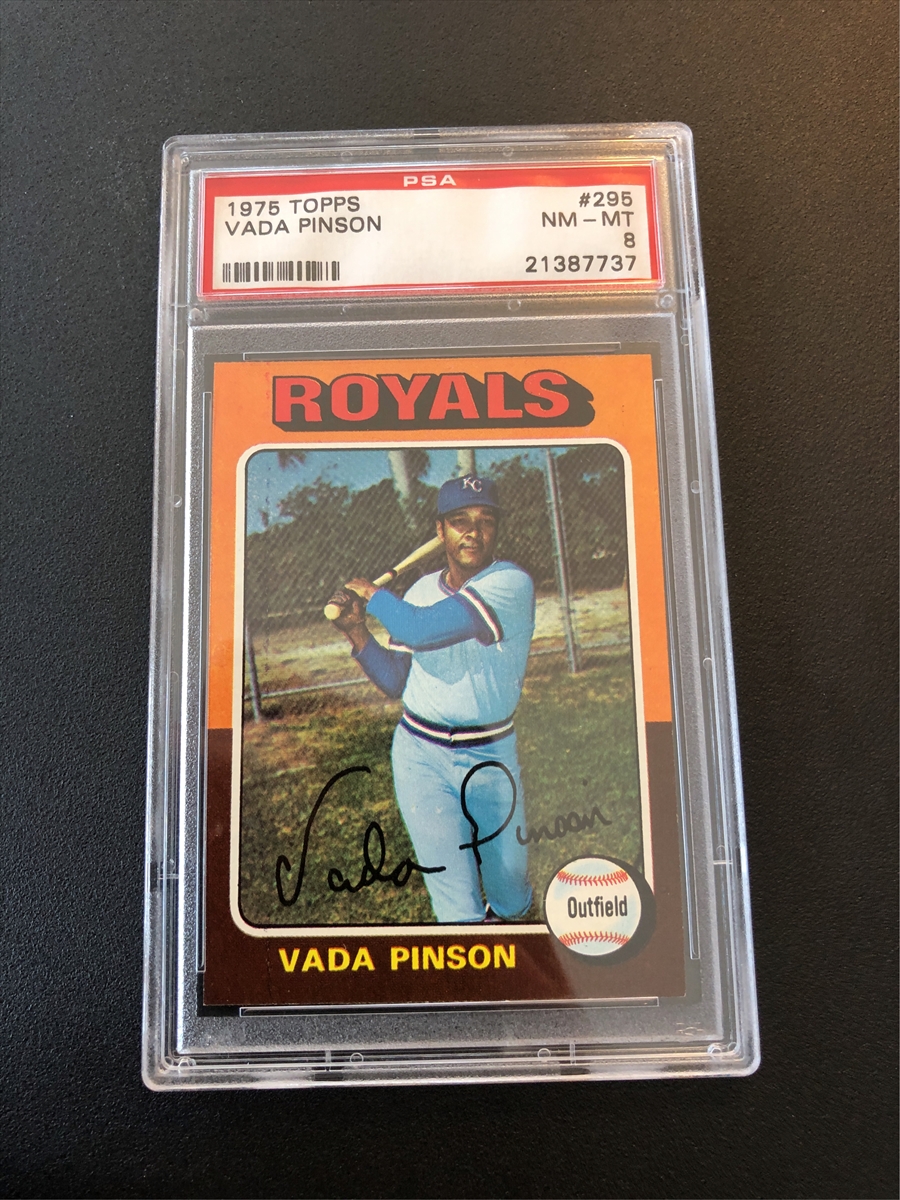 PSA
1975 TOPPS #295
VADA PINSON NM - MT
8
21387737
ROYALS
KC
Vada Pinson
Outfield
VADA PINSON